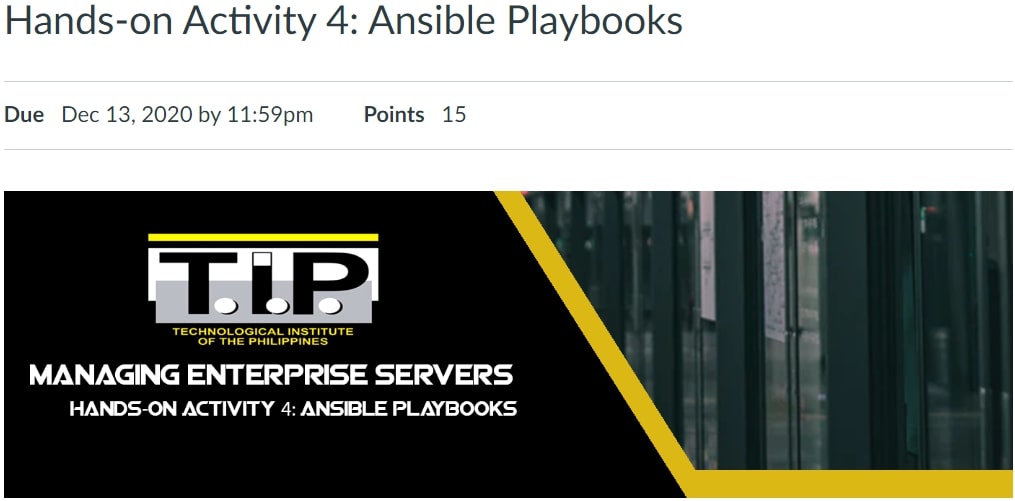 Hands-on Activity 4: Ansible Playbooks
Due Dec 13, 2020 by 11:59pm Points 15
T.I.P.
TECHNOLOGICAL INSTITUTE
OF THE PHILIPPINES
MANAGING ENTERPRISE SERVERS
HANDS-ON ACTIVITY 4: ANSIBLE PLAYBOOKS